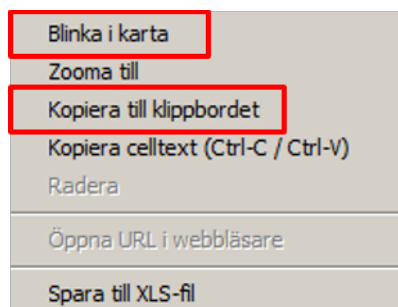 Blinka i karta
Zooma till
Kopiera till klippbordet
Kopiera celltext (Ctrl-C / Ctrl-V)
Radera
Öppna URL i webbläsare
Spara till XLS-fil